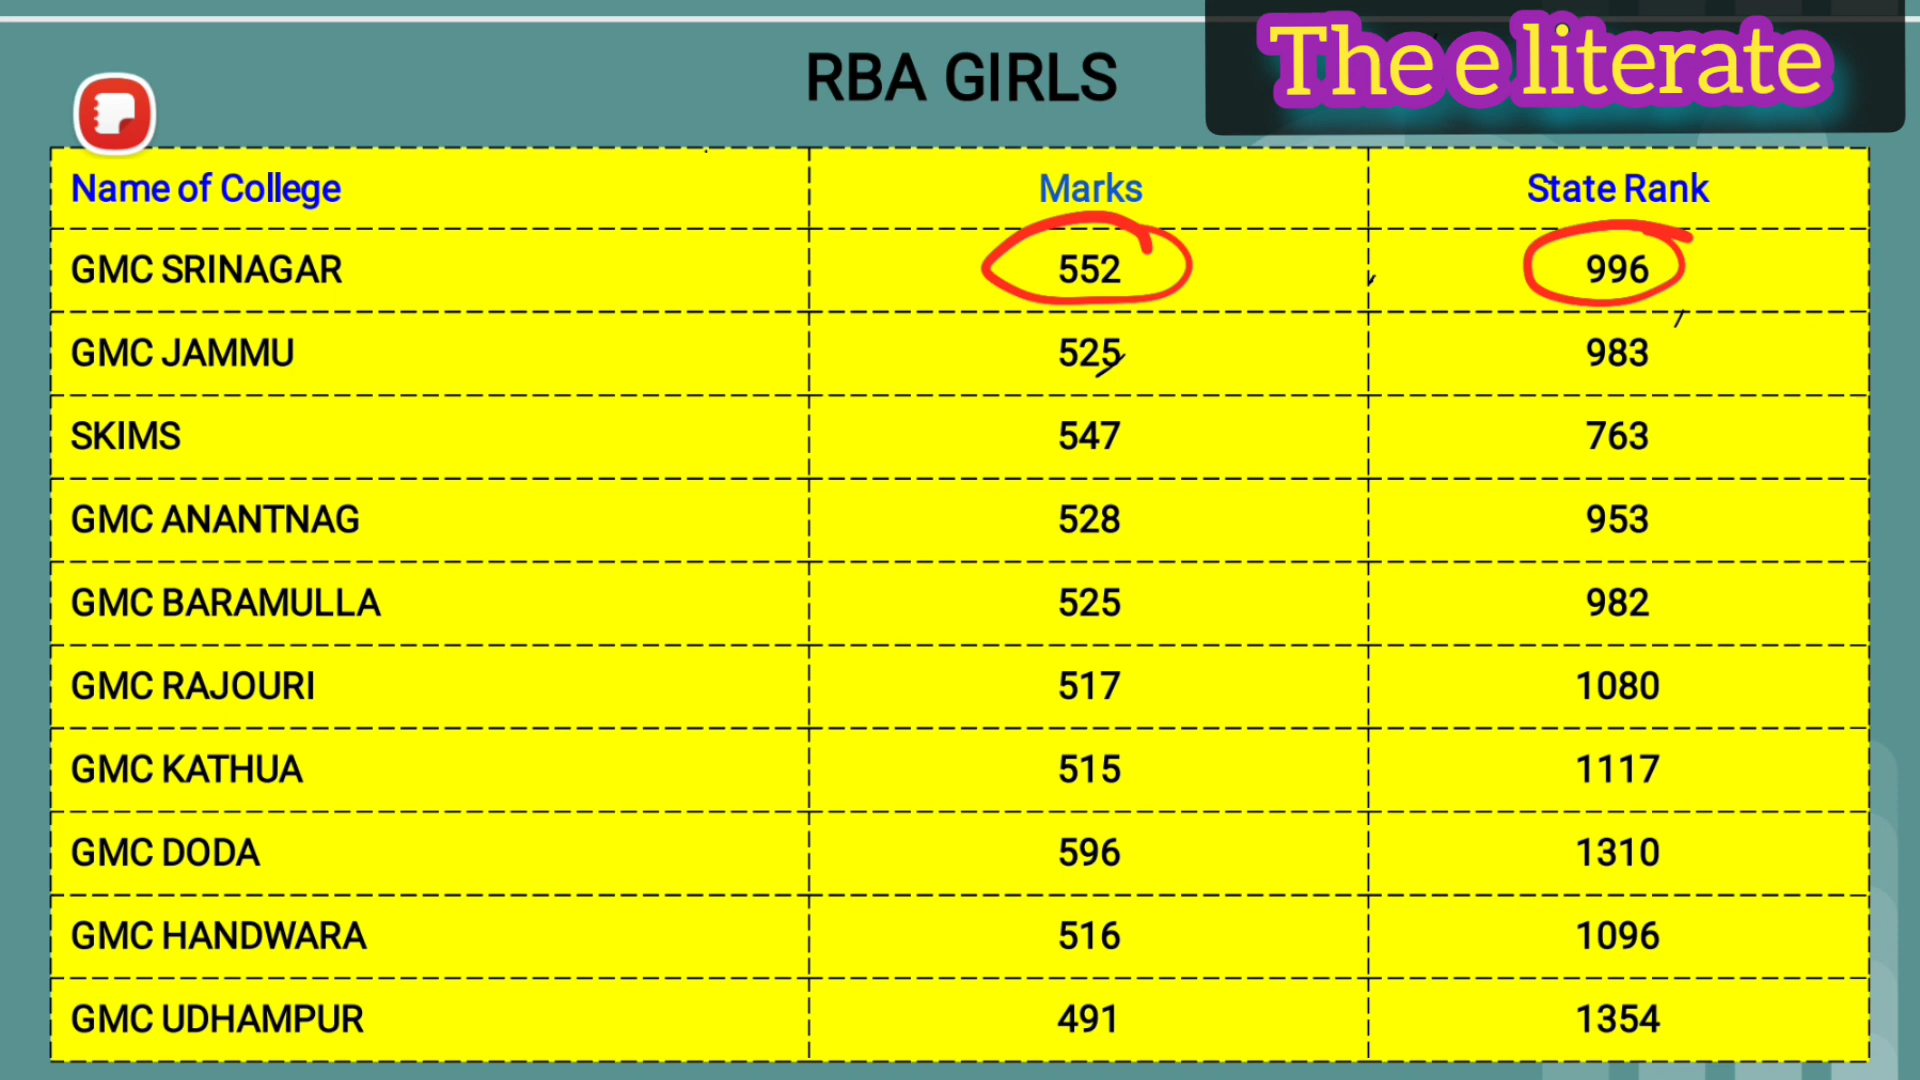 The e literate
RBA GIRLS
Name of College Marks State Rank
GMC SRINAGAR 552 996
GMC JAMMU 525 983
SKIMS 547 763
GMC ANANTNAG 528 953
GMC BARAMULLA 525 982
GMC RAJOURI 517 1080
GMC KATHUA 515 1117
GMC DODA 596 1310
GMC HANDWARA 516 1096
GMC UDHAMPUR 491 1354